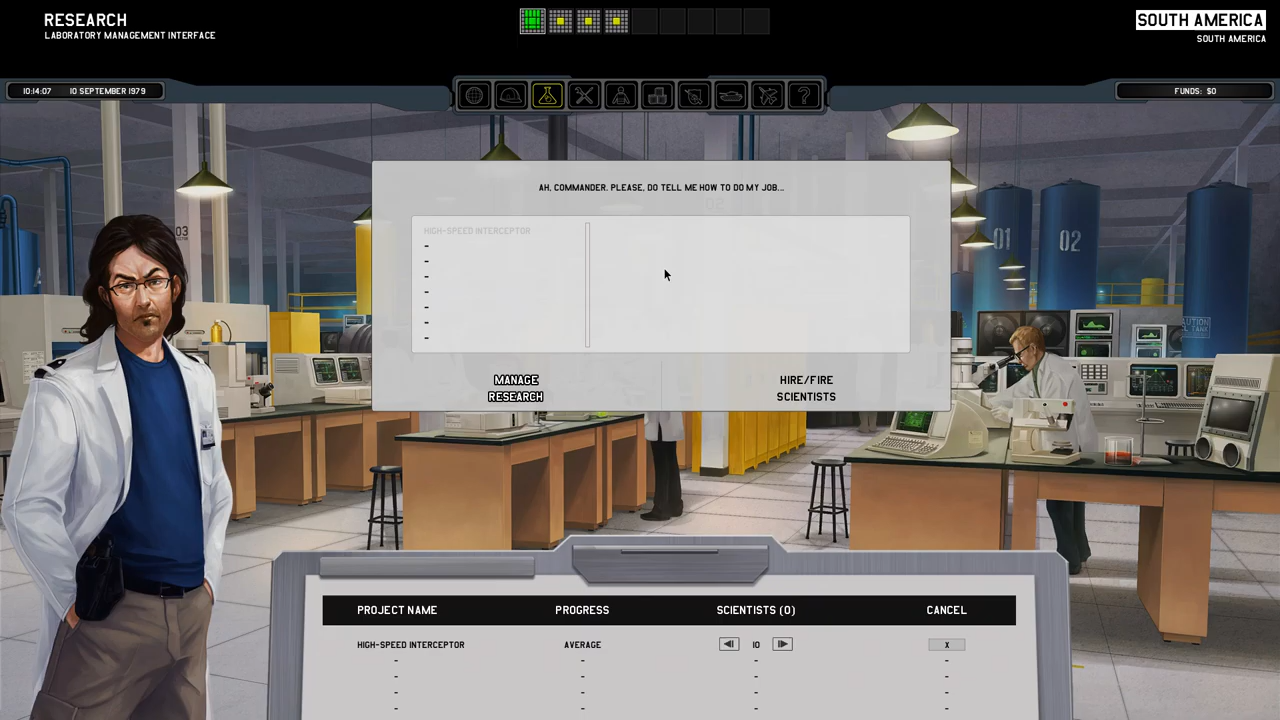 RESEARCH
LABORATORY MANAGEMENT INTERFACE
SOUTH AMERICA
SOUTH AMERICA
10:14:07 10 SEPTEMBER 1979
FUNDS: $0
AH, COMMANDER. PLEASE, DO TELL ME HOW TO DO MY JOB...
HIGH-SPEED INTERCEPTOR
-
-
-
-
-
-
-
MANAGE
RESEARCH
HIRE/FIRE
SCIENTISTS
03
01
02
CAUTION
PROJECT NAME PROGRESS SCIENTISTS (0) CANCEL
HIGH-SPEED INTERCEPTOR AVERAGE 10 X
- - - -
- - - -
- - - -
- - - -